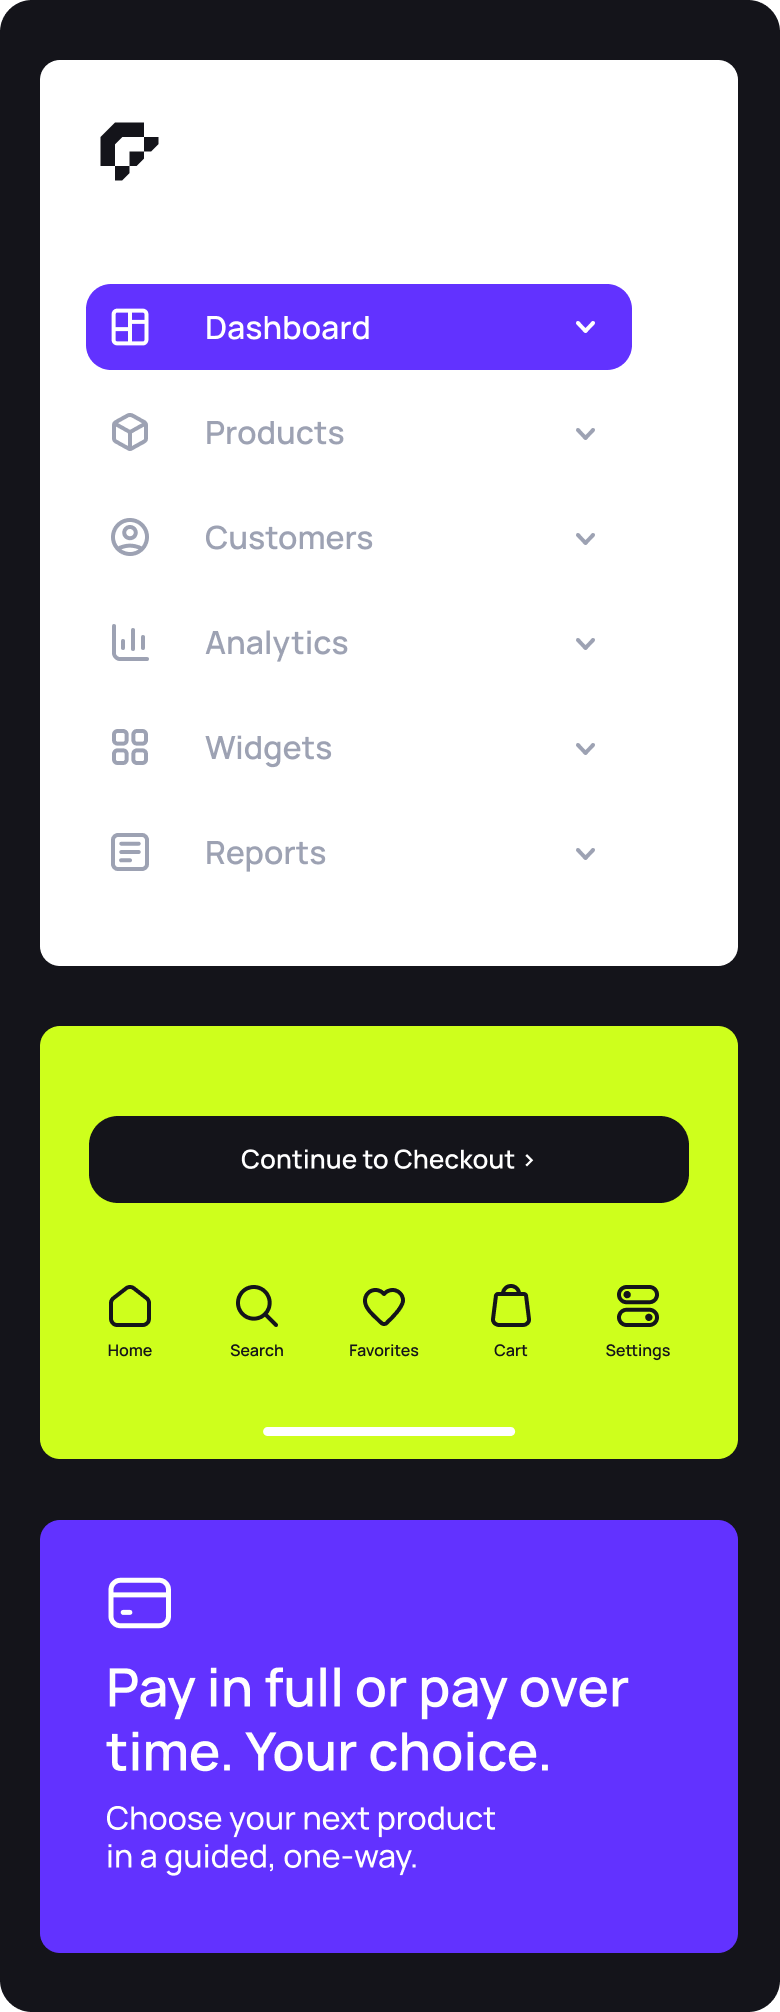 Dashboard
Products
Customers
Analytics
Widgets
Reports
Continue to Checkout ›
Home
Search
Favorites
Cart
Settings
Pay in full or pay over
time. Your choice.
Choose your next product
in a guided, one-way.